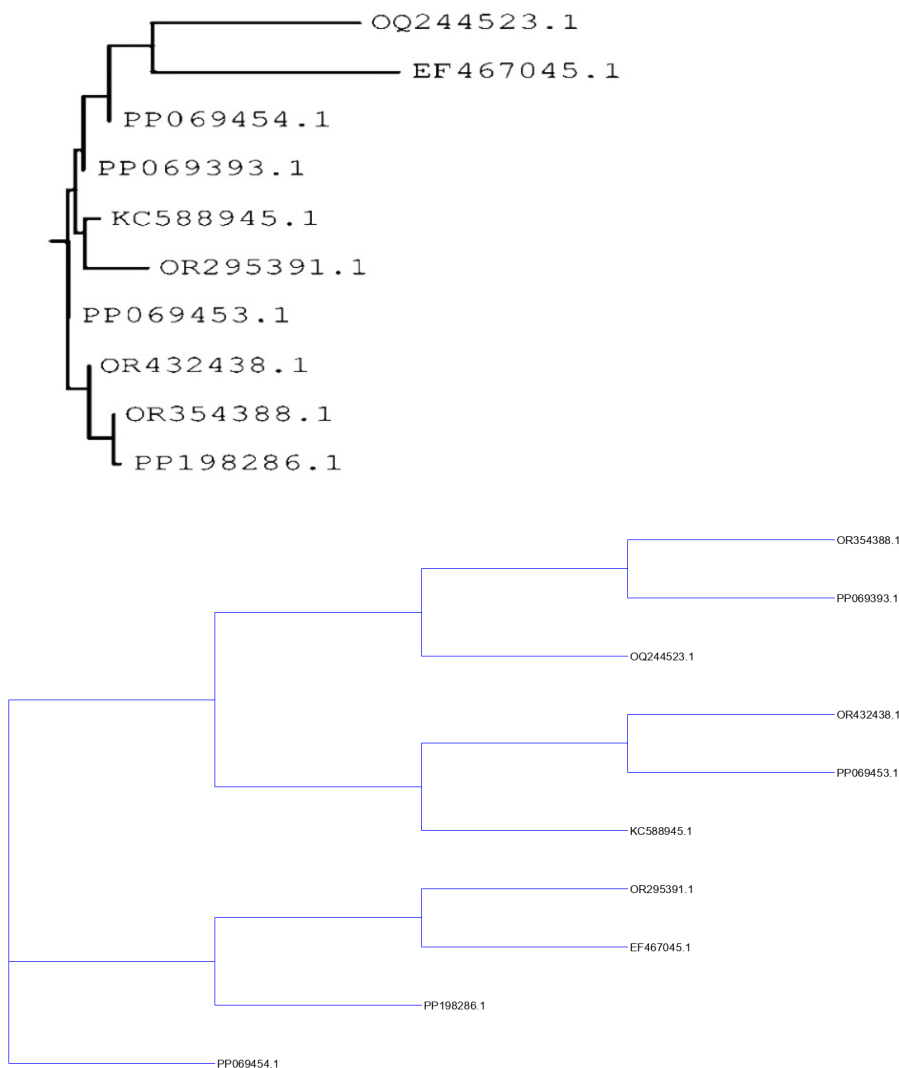 OQ244523.1
EF467045.1
PP069454.1
PP069393.1
KC588945.1
OR295391.1
PP069453.1
OR432438.1
OR354388.1
PP198286.1
OR354388.1
PP069393.1
OQ244523.1
OR432438.1
PP069453.1
KC588945.1
OR295391.1
EF467045.1
PP198286.1
PP069454.1